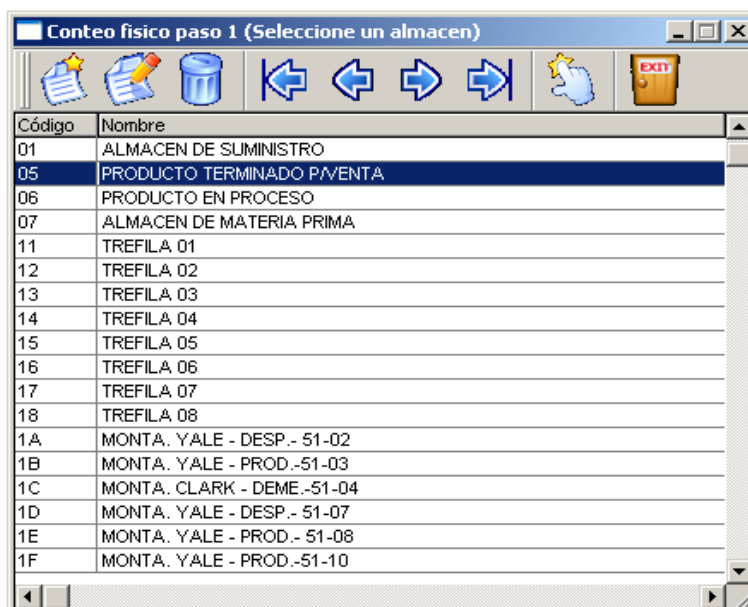 Conteo fisico paso 1 (Seleccione un almacen)
EXIT
Código Nombre
01 ALMACEN DE SUMINISTRO
05 PRODUCTO TERMINADO P/VENTA
06 PRODUCTO EN PROCESO
07 ALMACEN DE MATERIA PRIMA
11 TREFILA 01
12 TREFILA 02
13 TREFILA 03
14 TREFILA 04
15 TREFILA 05
16 TREFILA 06
17 TREFILA 07
18 TREFILA 08
1A MONTA. YALE - DESP.- 51-02
1B MONTA. YALE - PROD.-51-03
1C MONTA. CLARK - DEME.-51-04
1D MONTA. YALE - DESP.- 51-07
1E MONTA. YALE - PROD.- 51-08
1F MONTA. YALE - PROD.-51-10